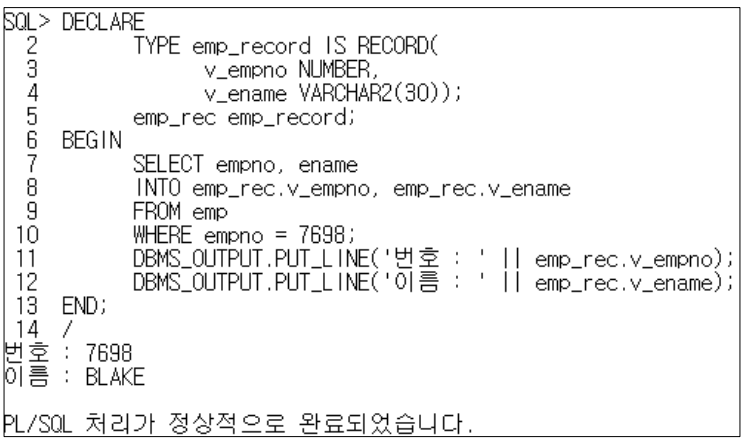 SQL> DECLARE
2 TYPE emp_record IS RECORD(
3 v_empno NUMBER,
4 v_ename VARCHAR2(30));
5 emp_rec emp_record;
6 BEGIN
7 SELECT empno, ename
8 INTO emp_rec.v_empno, emp_rec.v_ename
9 FROM emp
10 WHERE empno = 7698;
11 DBMS_OUTPUT.PUT_LINE('번호 : ' || emp_rec.v_empno);
12 DBMS_OUTPUT.PUT_LINE('이름 : ' || emp_rec.v_ename);
13 END;
14 /
번호 : 7698
이름 : BLAKE
PL/SQL 처리가 정상적으로 완료되었습니다.